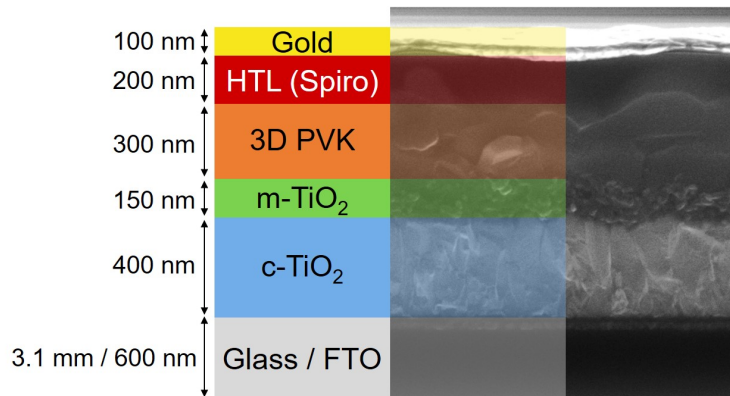 100 nm Gold
200 nm HTL (Spiro)
300 nm 3D PVK
150 nm m-TiO₂
400 nm c-TiO₂
3.1 mm / 600 nm Glass / FTO